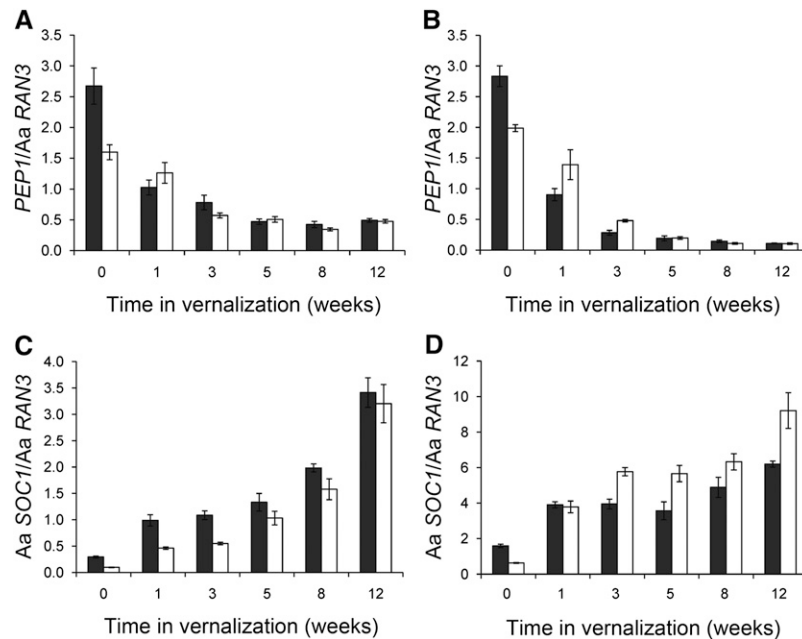 A
PEP1/Aa RAN3
3.5
3.0
2.5
2.0
1.5
1.0
0.5
0.0
0 1 3 5 8 12
Time in vernalization (weeks)
B
PEP1/Aa RAN3
3.5
3.0
2.5
2.0
1.5
1.0
0.5
0.0
0 1 3 5 8 12
Time in vernalization (weeks)
C
Aa SOC1/Aa RAN3
4.0
3.5
3.0
2.5
2.0
1.5
1.0
0.5
0.0
0 1 3 5 8 12
Time in vernalization (weeks)
D
Aa SOC1/Aa RAN3
12
10
8
6
4
2
0
0 1 3 5 8 12
Time in vernalization (weeks)